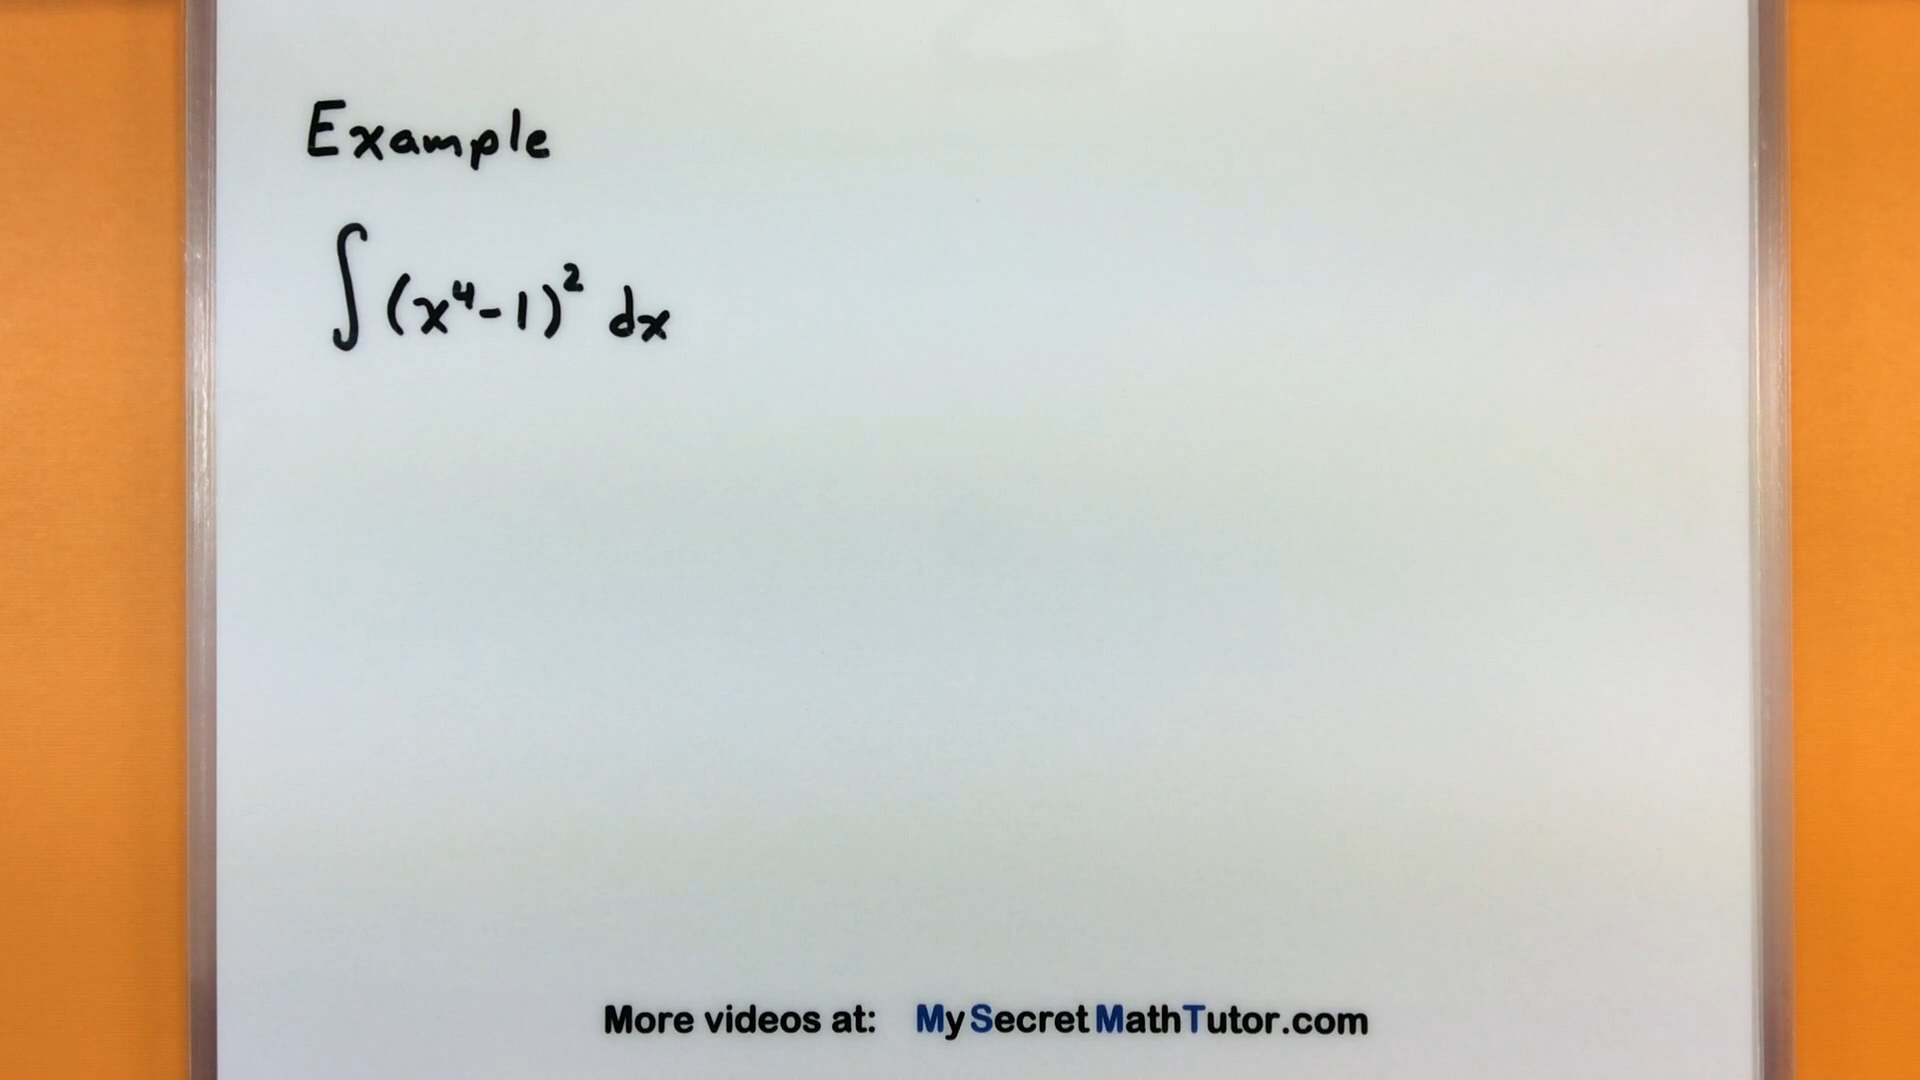 Example
∫(x⁴-1)² dx
More videos at: MySecretMathTutor.com